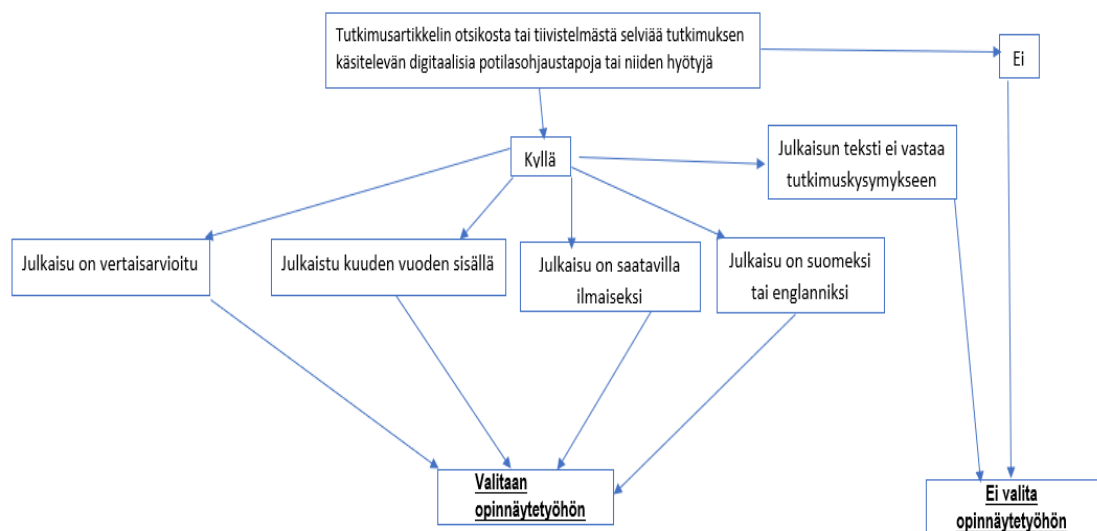 Tutkimusartikkelin otsikosta tai tiivistelmästä selviää tutkimuksen
käsitelevän digitaalisia potilasohjaustapoja tai niiden hyötyjä
Ei
Kyllä
Julkaisun teksti ei vastaa
tutkimuskysymykseen
Julkaisu on vertaisarvioitu
Julkaistu kuuden vuoden sisällä
Julkaisu on saatavilla
ilmaiseksi
Julkaisu on suomeksi
tai englanniksi
Valitaan
opinnäytetyöhön
Ei valita
opinnäytetyöhön